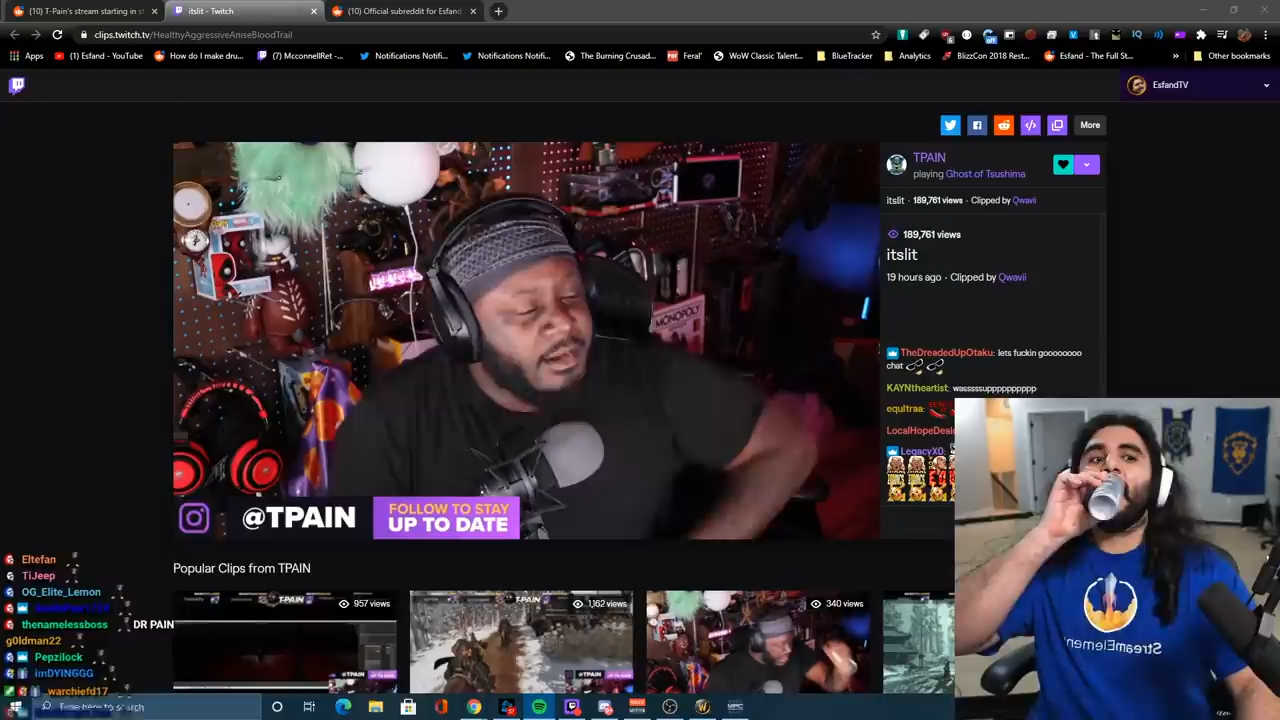 (10) T-Pain's stream starting in s
itslit - Twitch
(10) Official subreddit for Esfand
clips.twitch.tv/HealthyAggressiveAniseBloodTrail
Apps
(1) Esfand - YouTube
How do I make dru...
(7) McconnellRet -...
Notifications Notifi...
Notifications Notifi...
The Burning Crusad...
Feral'
WoW Classic Talent...
BlueTracker
Analytics
BlizzCon 2018 Rest...
Esfand - The Full St...
Other bookmarks
EsfandTV
More
TPAIN
playing Ghost of Tsushima
itslit · 189,761 views · Clipped by Qwavii
189,761 views
itslit
19 hours ago · Clipped by Qwavii
TheDreadedUpOtaku: lets fuckin goooooooo
chat
KAYNtheartist: wasssssupppppppppp
equltraa:
LocalHopeDeal
LegacyX0:
MONOPOLY
@TPAIN
FOLLOW TO STAY
UP TO DATE
Popular Clips from TPAIN
957 views
1,162 views
340 views
Eltefan
TiJeep
OG_Elite_Lemon
thenamelessboss
DR PAIN
g0ldman22
Pepzilock
imDYINGGG
warchiefd17
Type here to search
StreamElemen